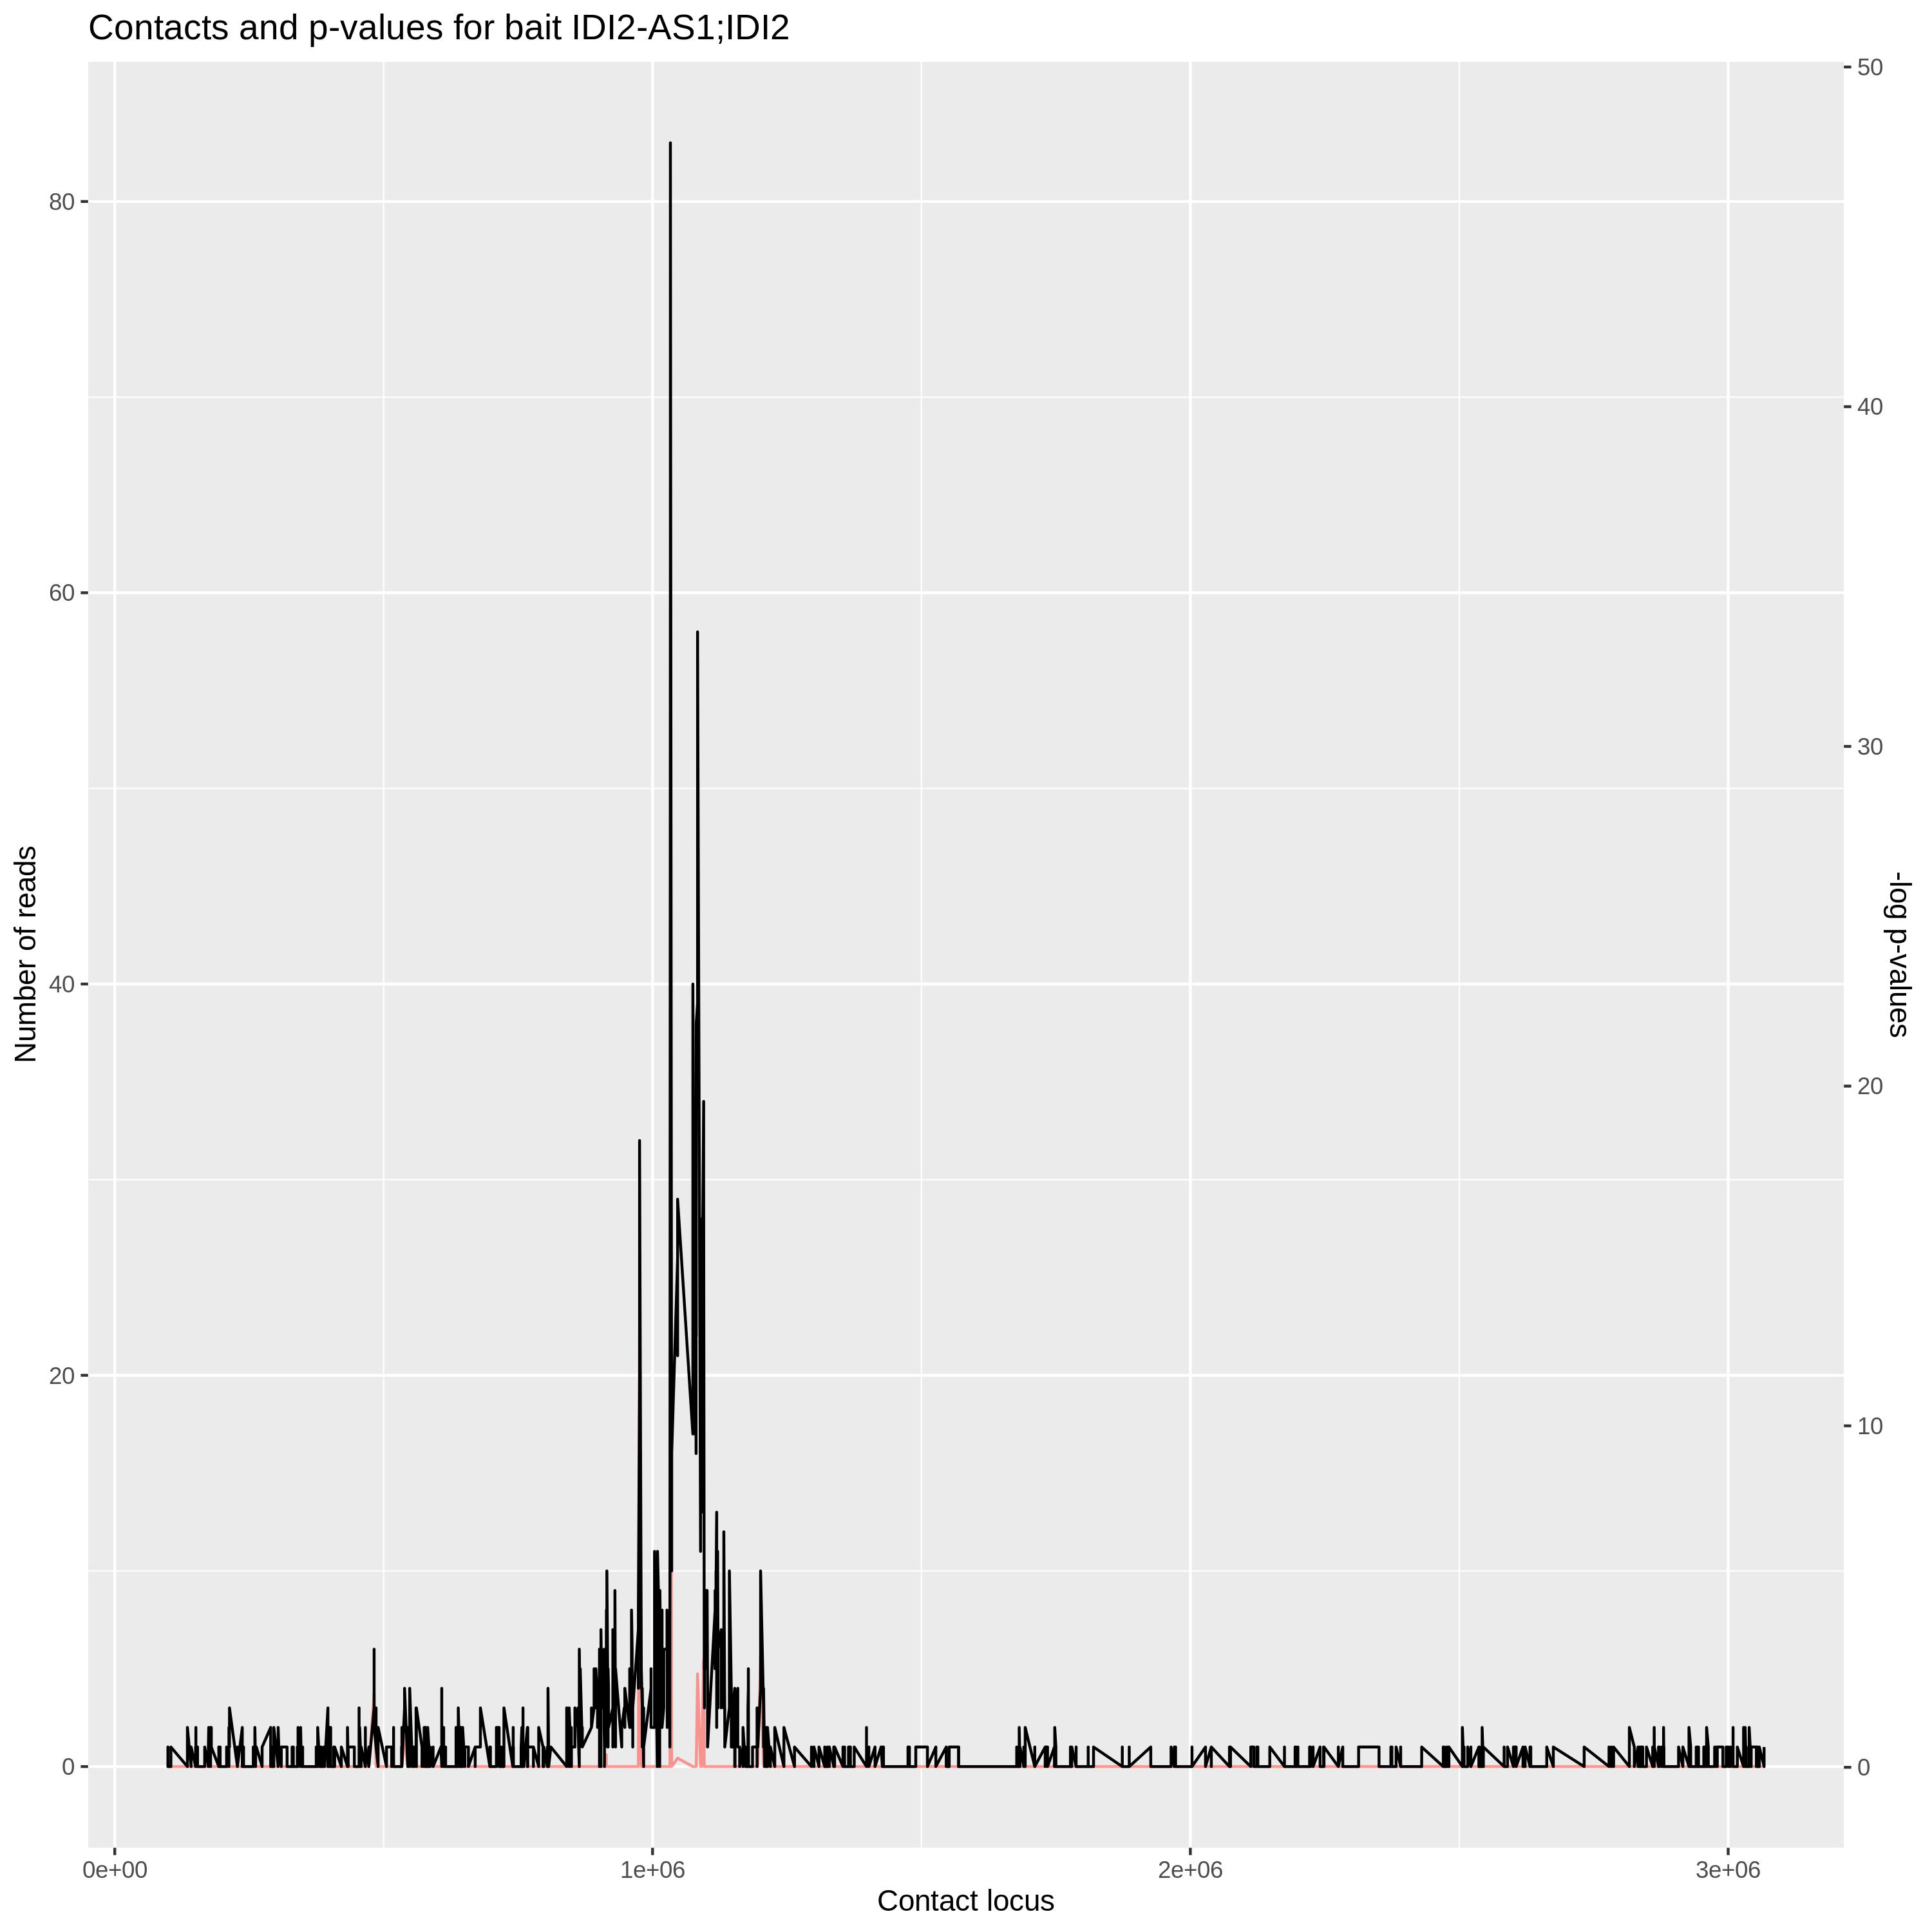 Contacts and p-values for bait IDI2-AS1;IDI2
80
60
40
20
0
Number of reads
50
40
30
20
10
0
-log p-values
0e+00
1e+06
2e+06
3e+06
Contact locus